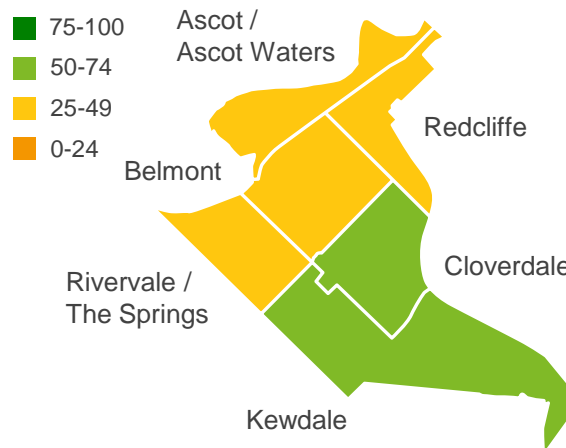 75-100
50-74
25-49
0-24
Ascot /
Ascot Waters
Redcliffe
Belmont
Cloverdale
Rivervale /
The Springs
Kewdale